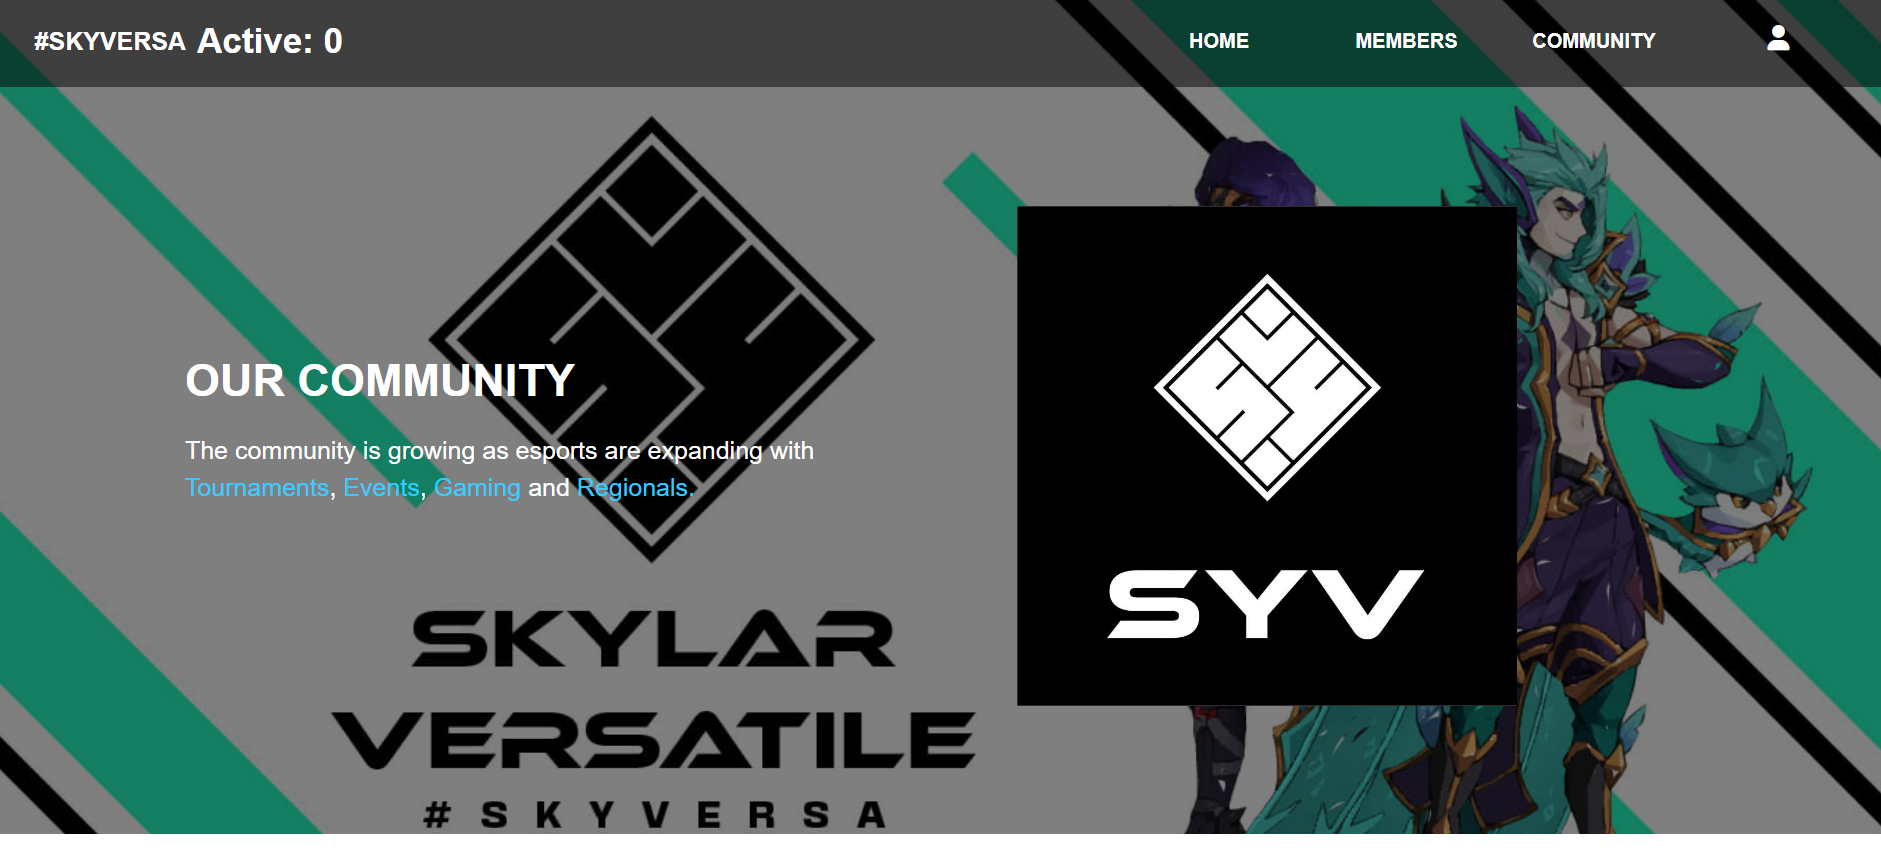 #SKYVERSA Active: 0
HOME MEMBERS COMMUNITY
OUR COMMUNITY
The community is growing as esports are expanding with
Tournaments, Events, Gaming and Regionals.
SYV
SKYLAR
VERSATILE
#SKYVERSA